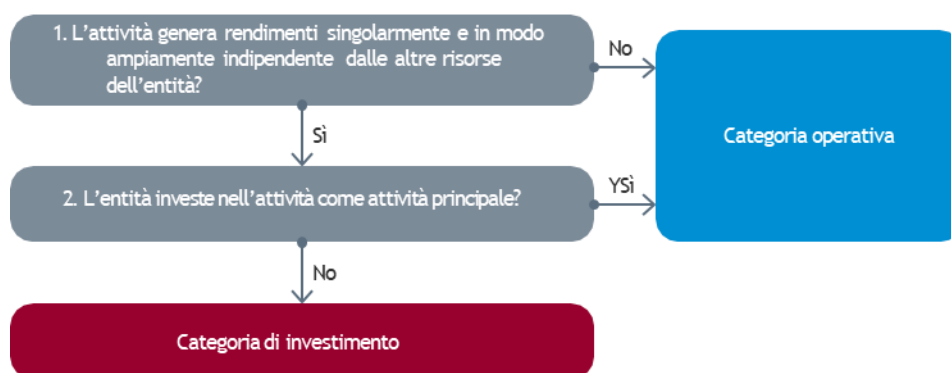 1. L’attività genera rendimenti singolarmente e in modo
ampiamente indipendente dalle altre risorse
dell’entità?
No
Categoria operativa
Sì
2. L’entità investe nell’attività come attività principale?
YSì
No
Categoria di investimento